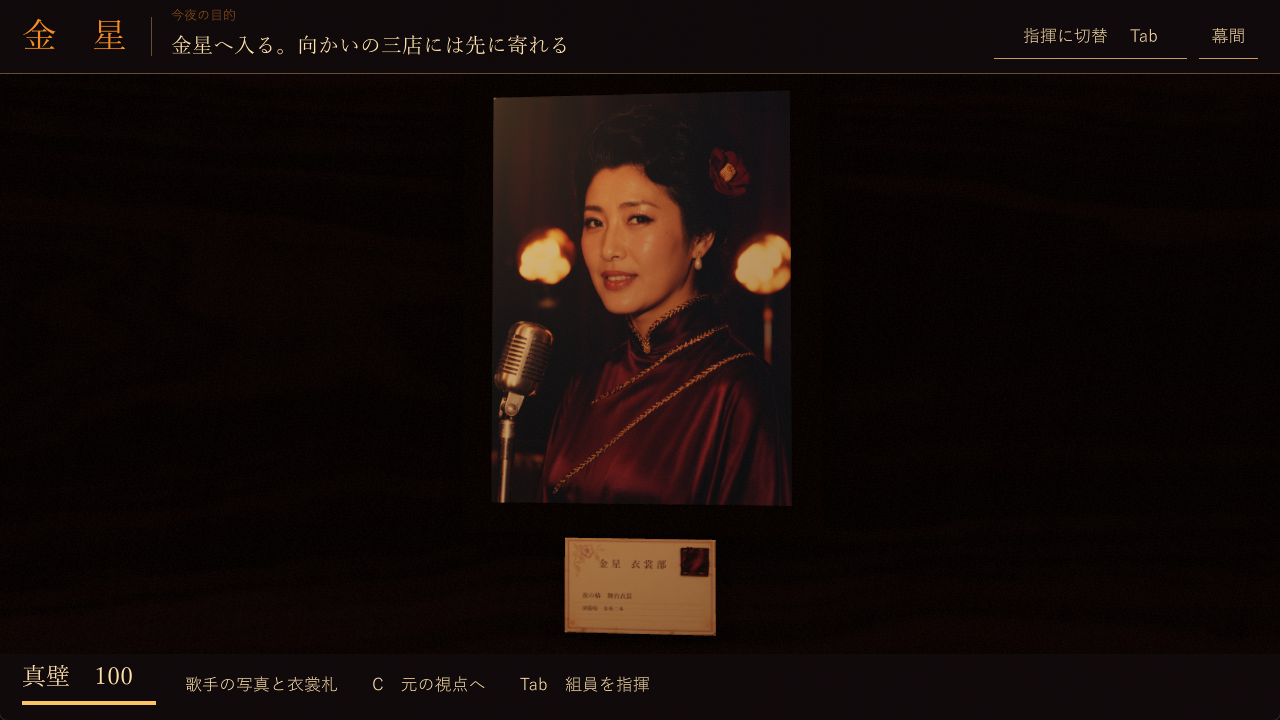 金星
今夜の目的
金星へ入る。向かいの三店には先に寄れる
指揮に切替 Tab
幕間
金星 衣裳部
真壁 100
歌手の写真と衣裳札 C 元の視点へ Tab 組員を指揮